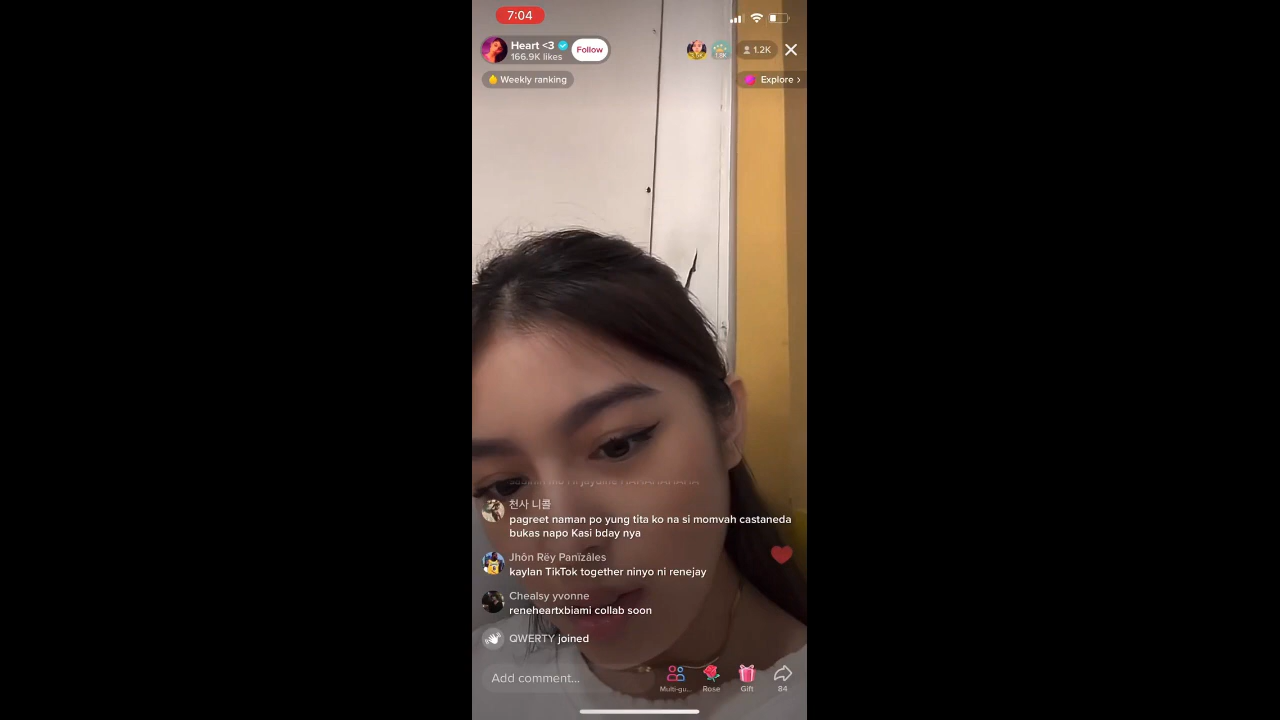 7:04
Heart <3
166.9K likes
Follow
1.2K
Weekly ranking
Explore >
천사 니콜
pagreet naman po yung tita ko na si momvah castaneda
bukas napo Kasi bday nya
Jhôn Rëy Panïzâles
kaylan TikTok together ninyo ni renejay
Chealsy yvonne
reneheartxbiami collab soon
QWERTY joined
Add comment...
Multi-gu...
Rose
Gift
84